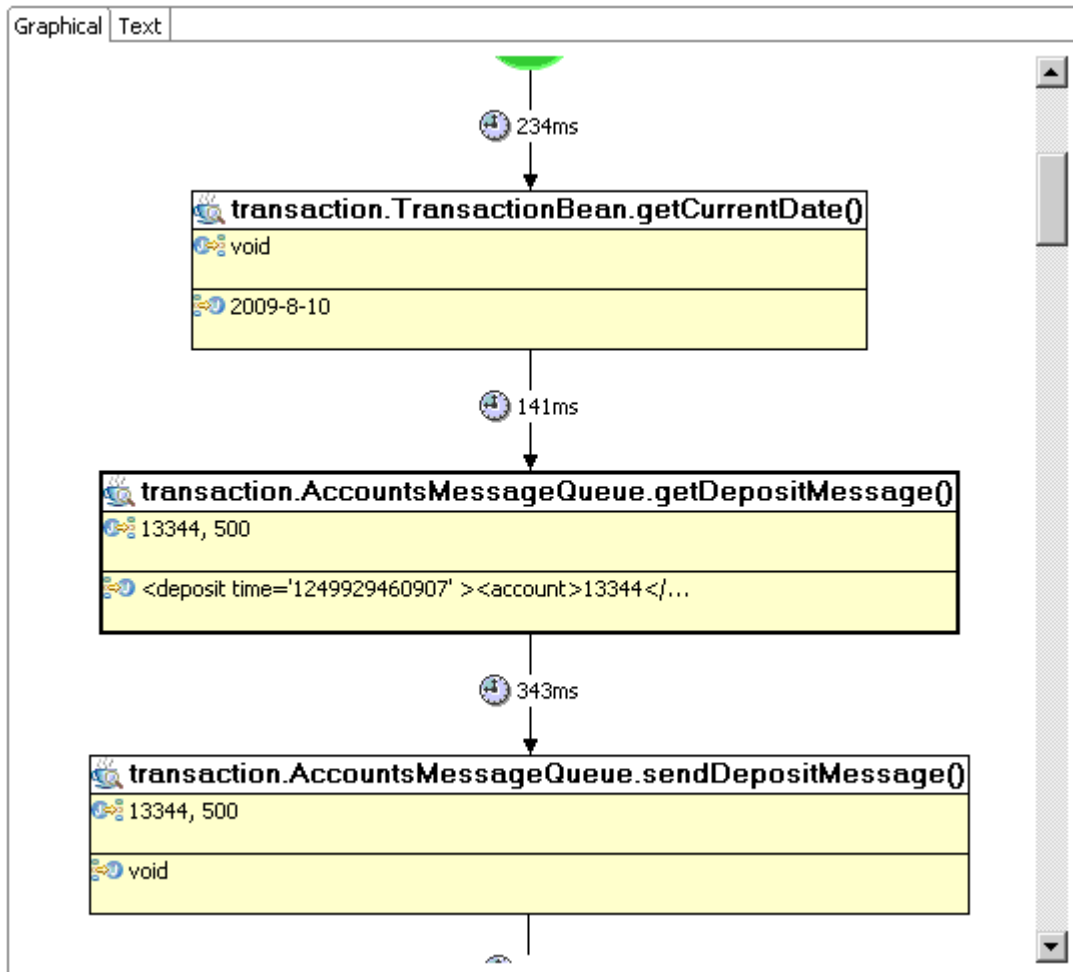 Graphical Text
234ms
transaction.TransactionBean.getCurrentDate()
void
2009-8-10
141ms
transaction.AccountsMessageQueue.getDepositMessage()
13344, 500
<deposit time='1249929460907' ><account>13344</...
343ms
transaction.AccountsMessageQueue.sendDepositMessage()
13344, 500
void